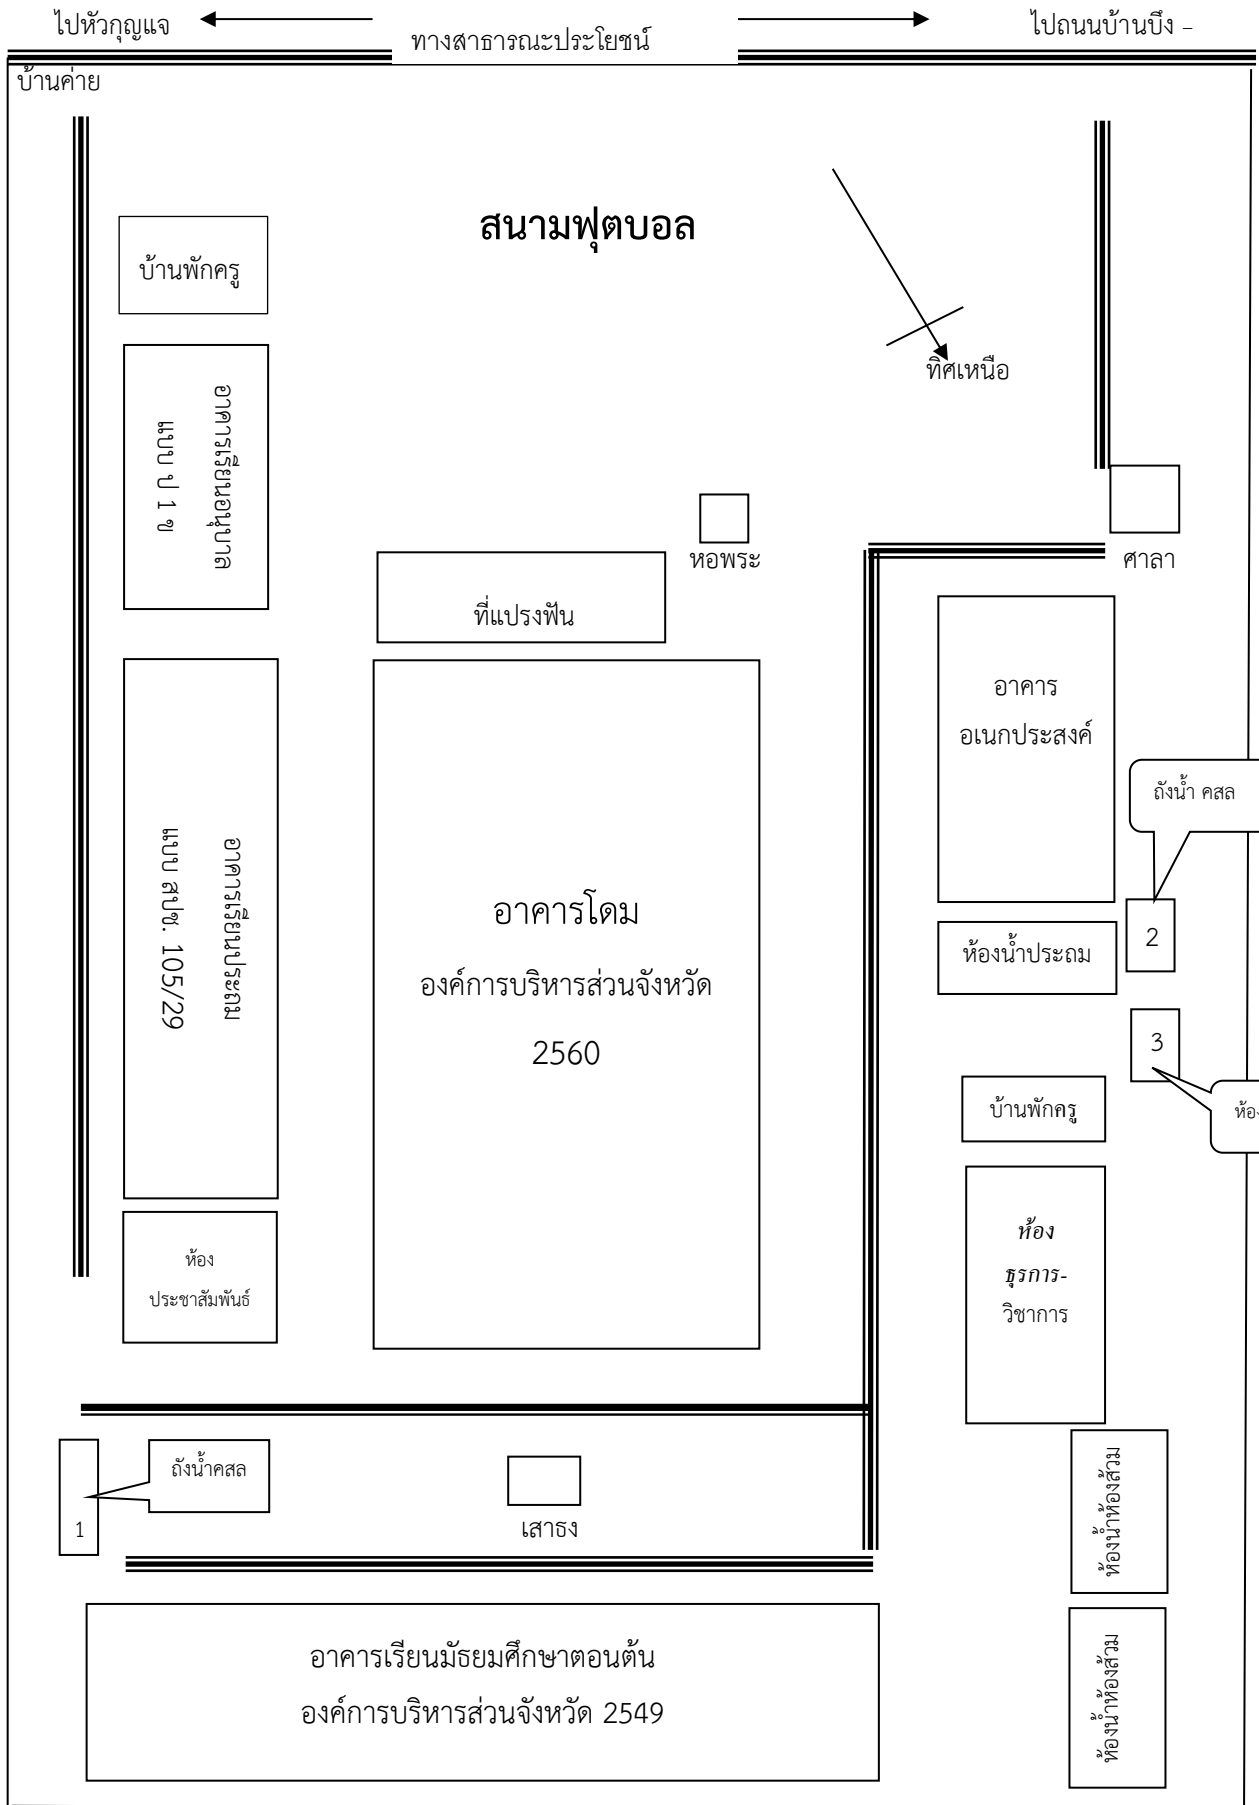 ไปหัวกุญแจ
ทางสาธารณะประโยชน์
ไปถนนบ้านบึง –
บ้านค่าย
สนามฟุตบอล
บ้านพักครู
ทิศเหนือ
อาคารเรียนอนุบาล
แบบ ป 1 ข
หอพระ
ศาลา
ที่แปรงฟัน
อาคาร
อเนกประสงค์
ถังน้ำ คสล
อาคารเรียนประถม
แบบ สปช. 105/29
อาคารโดม
องค์การบริหารส่วนจังหวัด
2560
2
ห้องน้ำประถม
3
บ้านพักครู
ห้อง
ห้อง
ธุรการ-
วิชาการ
ห้อง
ประชาสัมพันธ์
ถังน้ำคสล
1
เสาธง
ห้องน้ำห้องส้วม
อาคารเรียนมัธยมศึกษาตอนต้น
องค์การบริหารส่วนจังหวัด 2549
ห้องน้ำห้องส้วม